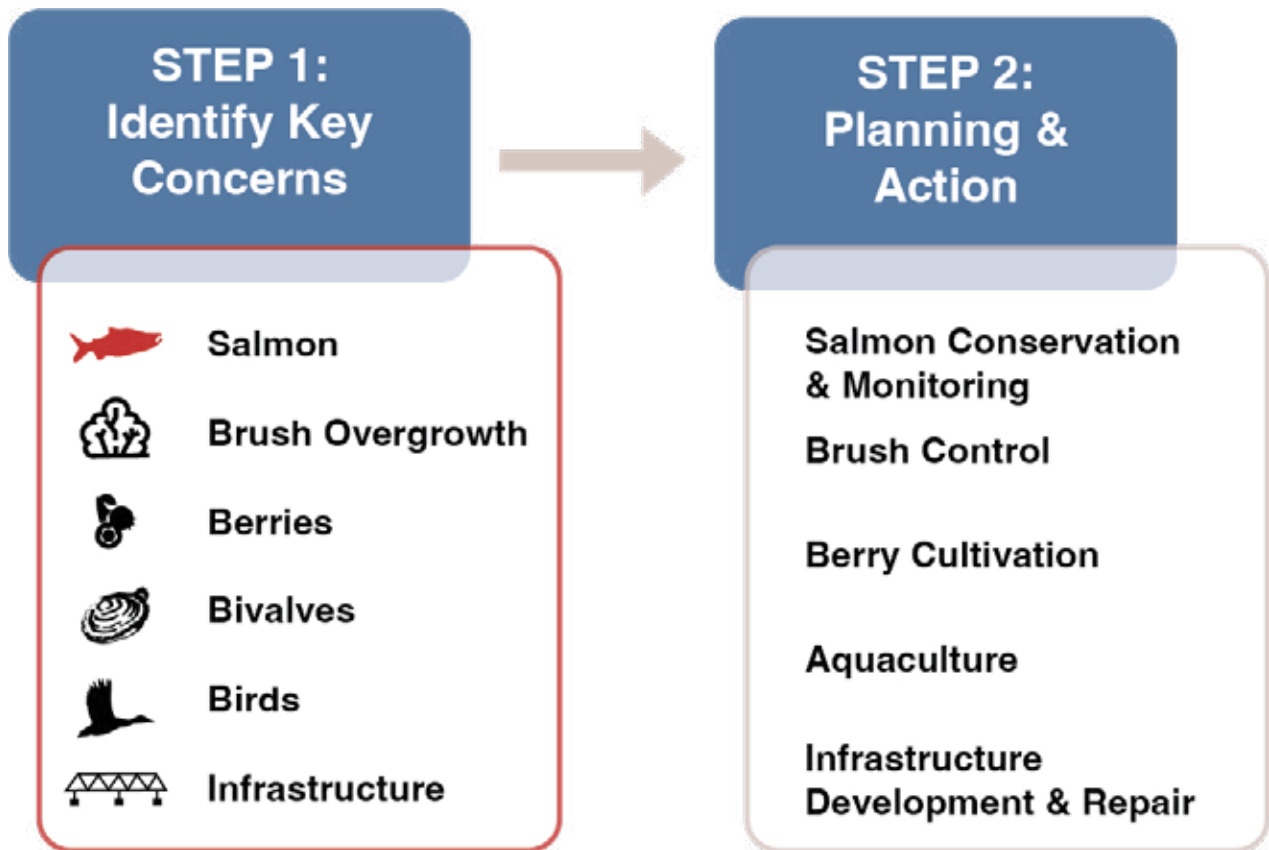 STEP 1:
Identify Key
Concerns
Salmon
Brush Overgrowth
Berries
Bivalves
Birds
Infrastructure
STEP 2:
Planning &
Action
Salmon Conservation
& Monitoring
Brush Control
Berry Cultivation
Aquaculture
Infrastructure
Development & Repair